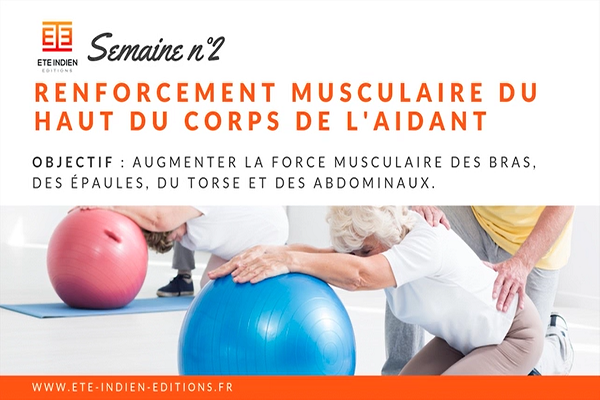 ETE INDIEN
EDITIONS
Semaine n°2
RENFORCEMENT MUSCULAIRE DU
HAUT DU CORPS DE L'AIDANT
OBJECTIF : AUGMENTER LA FORCE MUSCULAIRE DES BRAS,
DES ÉPAULES, DU TORSE ET DES ABDOMINAUX.
WWW.ETE-INDIEN-EDITIONS.FR